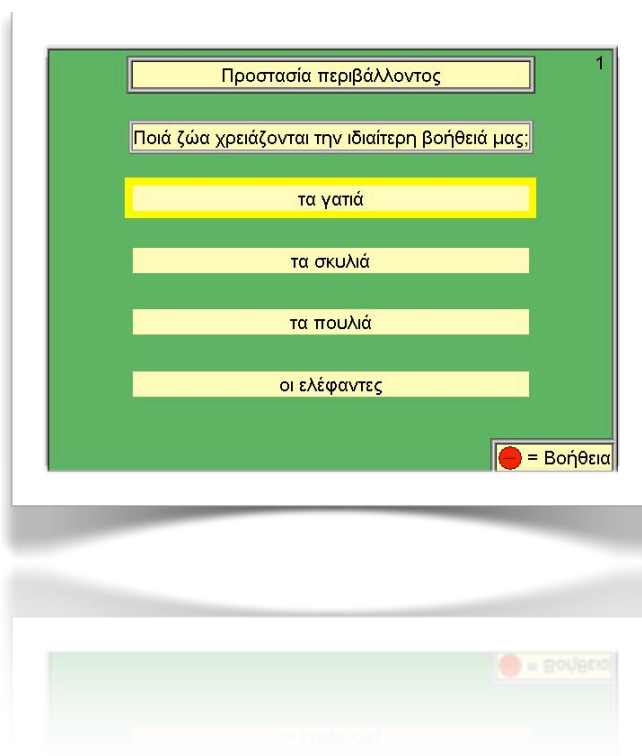 Προστασία περιβάλλοντος
1
Ποιά ζώα χρειάζονται την ιδιαίτερη βοήθειά μας;
τα γατιά
τα σκυλιά
τα πουλιά
οι ελέφαντες
= Βοήθεια